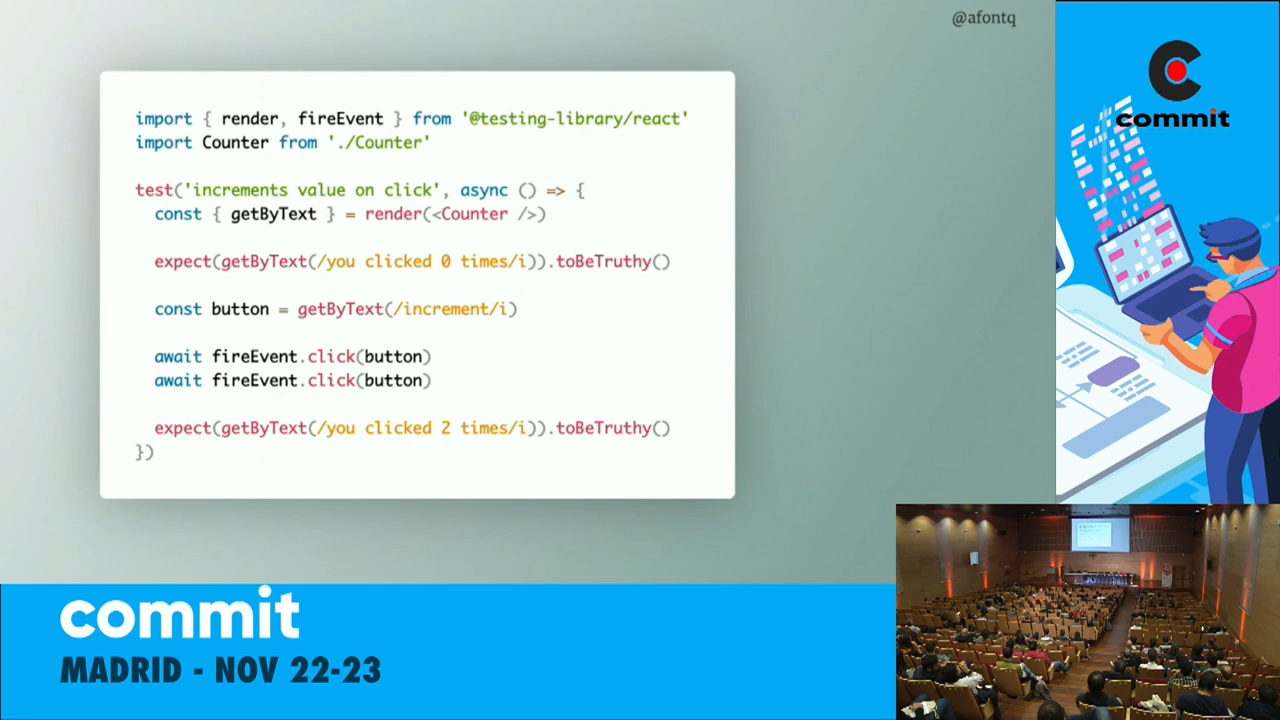 @afontq
import { render, fireEvent } from '@testing-library/react'
import Counter from './Counter'
test('increments value on click', async () => {
const { getByText } = render(<Counter />)
expect(getByText(/you clicked 0 times/i)).toBeTruthy()
const button = getByText(/increment/i)
await fireEvent.click(button)
await fireEvent.click(button)
expect(getByText(/you clicked 2 times/i)).toBeTruthy()
})
commit
commit
MADRID - NOV 22-23